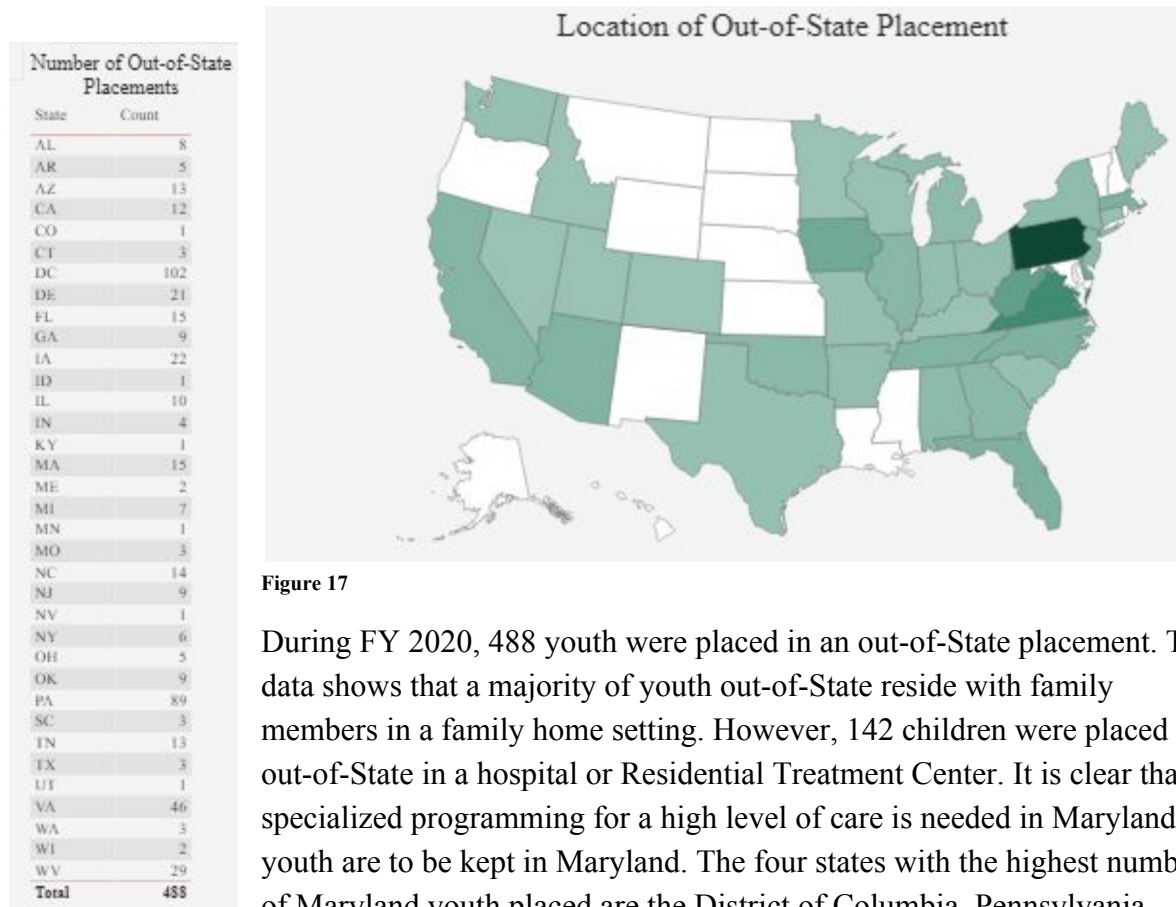 Location of Out-of-State Placement
Number of Out-of-State
Placements
State Count
AL 8
AR 5
AZ 13
CA 12
CO 1
CT 3
DC 102
DE 21
FL 15
GA 9
IA 22
ID 1
IL 10
IN 4
KY 1
MA 15
ME 2
MI 7
MN 1
MO 3
NC 14
NJ 9
NV 1
NY 6
OH 5
OK 9
PA 89
SC 3
TN 13
TX 3
UT 1
VA 46
WA 3
WI 2
WV 29
Total 488
Figure 17
During FY 2020, 488 youth were placed in an out-of-State placement.
data shows that a majority of youth out-of-State reside with family
members in a family home setting. However, 142 children were placed
out-of-State in a hospital or Residential Treatment Center. It is clear
specialized programming for a high level of care is needed in Maryland
youth are to be kept in Maryland. The four states with the highest
of Maryland youth placed are the District of Columbia, Pennsylvania,